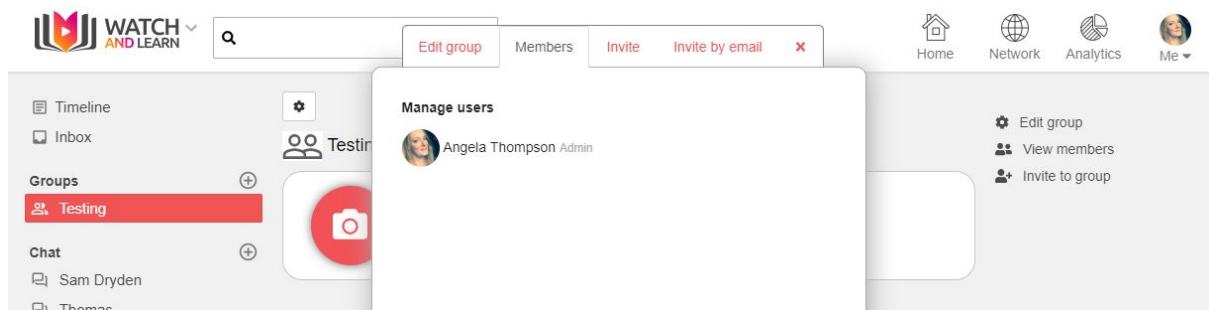 WATCH
AND LEARN
Edit group
Members
Invite
Invite by email
x
Home
Network
Analytics
Me
Timeline
Inbox
Groups
Testing
Chat
Sam Dryden
Thomas
Testin
Manage users
Angela Thompson Admin
Edit group
View members
Invite to group